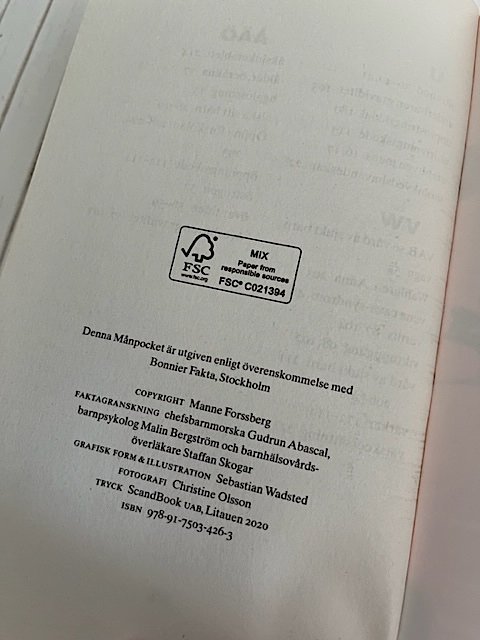 MIX
Paper from
responsible sources
FSC
www.fsc.org
FSC® C021394
Denna Månpocket är utgiven enligt överenskommelse med
Bonnier Fakta, Stockholm
COPYRIGHT Manne Forssberg
FAKTAGRANSKNING chefsbarnmorska Gudrun Abascal,
barnpsykolog Malin Bergström och barnhälsovårds-
överläkare Staffan Skogar
GRAFISK FORM & ILLUSTRATION Sebastian Wadsted
FOTOGRAFI Christine Olsson
TRYCK ScandBook UAB, Litauen 2020
ISBN 978-91-7503-426-3